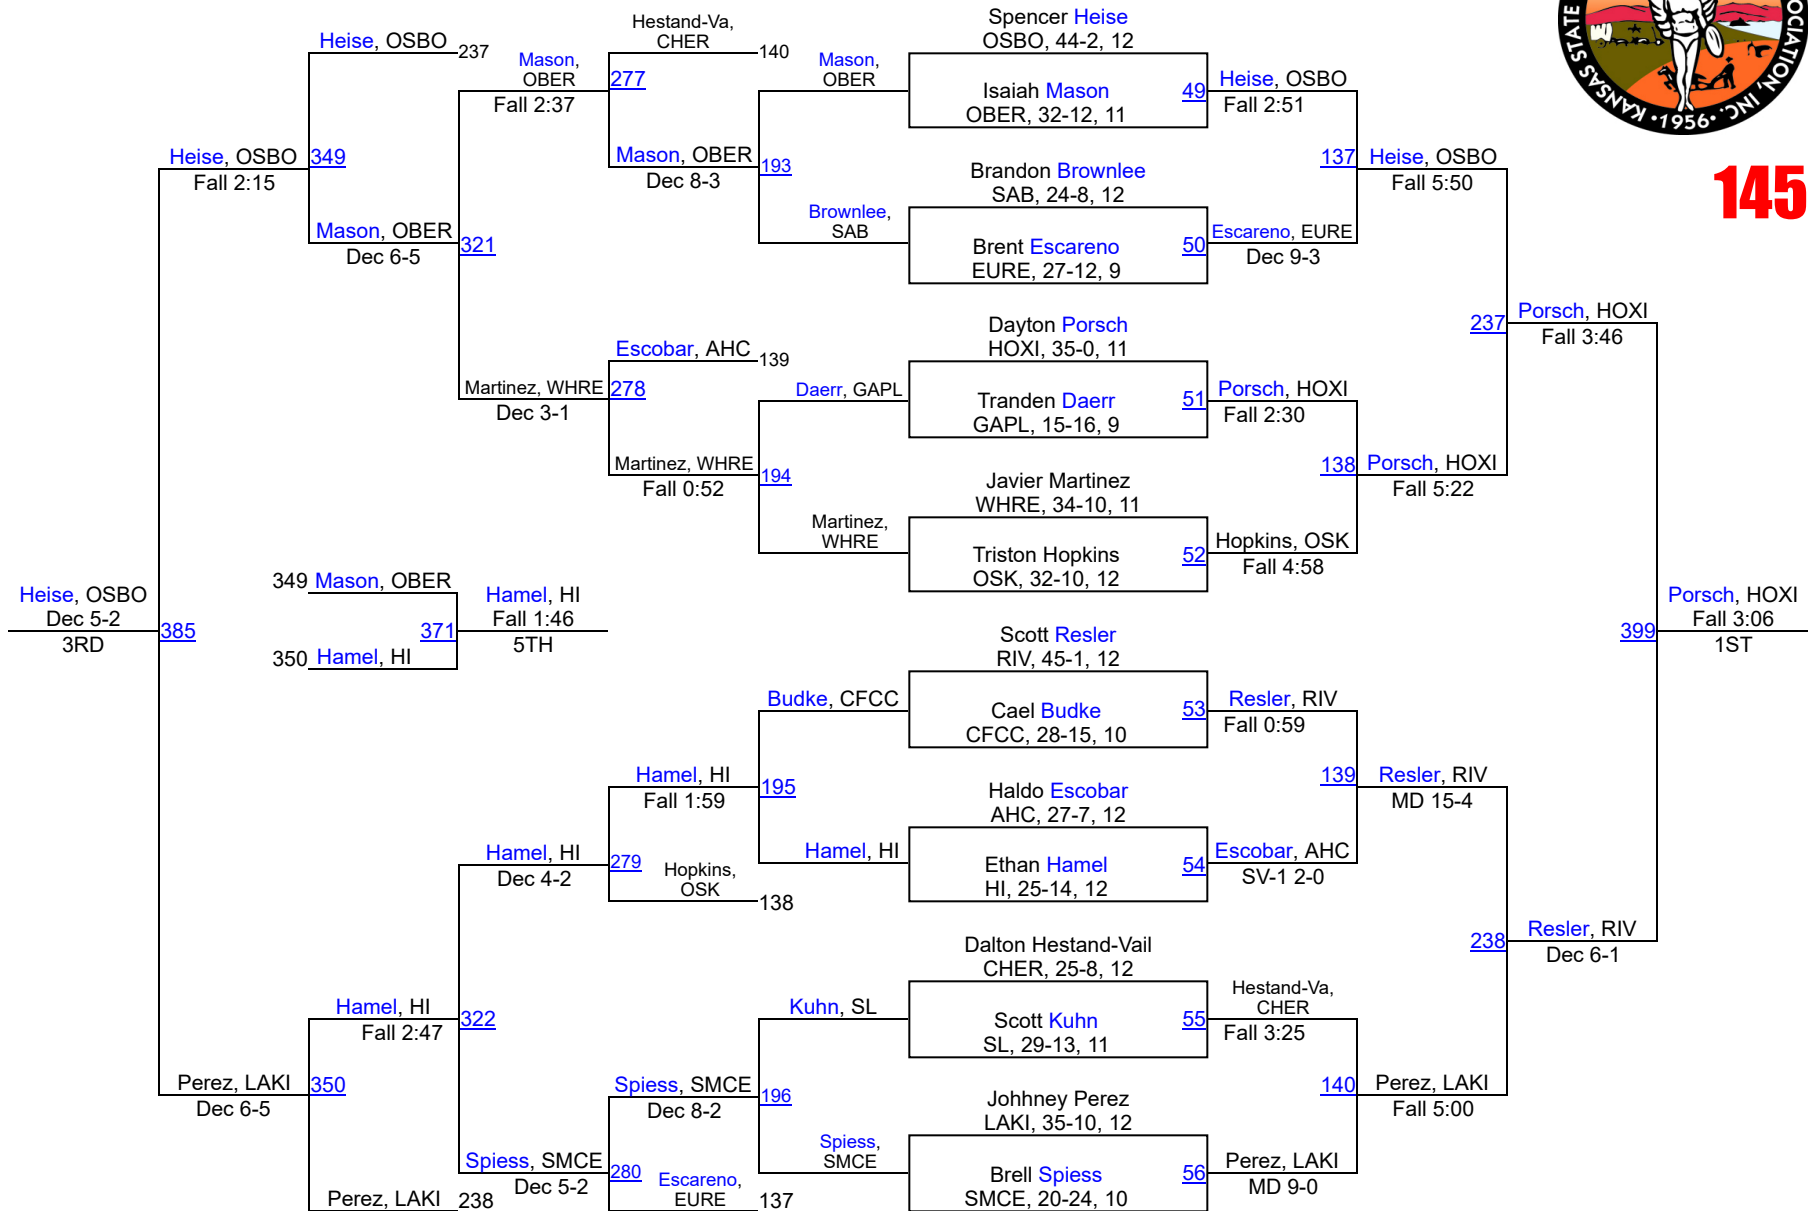 Spencer Heise
OSBO, 44-2, 12
Isaiah Mason
OBER, 32-12, 11
49
Brandon Brownlee
SAB, 24-8, 12
Brent Escareno
EURE, 27-12, 9
50
Dayton Porsch
HOXI, 35-0, 11
Tranden Daerr
GAPL, 15-16, 9
51
Javier Martinez
WHRE, 34-10, 11
Triston Hopkins
OSK, 32-10, 12
52
Scott Resler
RIV, 45-1, 12
Cael Budke
CFCC, 28-15, 10
53
Haldo Escobar
AHC, 27-7, 12
Ethan Hamel
HI, 25-14, 12
54
Dalton Hestand-Vail
CHER, 25-8, 12
Scott Kuhn
SL, 29-13, 11
55
Johhney Perez
LAKI, 35-10, 12
Brell Spiess
SMCE, 20-24, 10
56
Heise, OSBO
Fall 2:51
Escareno, EURE
Dec 9-3
Porsch, HOXI
Fall 2:30
Hopkins, OSK
Fall 4:58
Resler, RIV
Fall 0:59
Escobar, AHC
SV-1 2-0
Hestand-Va,
CHER
Fall 3:25
Perez, LAKI
MD 9-0
137
Heise, OSBO
Fall 5:50
138
Porsch, HOXI
Fall 5:22
139
Resler, RIV
MD 15-4
140
Perez, LAKI
Fall 5:00
237
Porsch, HOXI
Fall 3:46
238
Resler, RIV
Dec 6-1
399
Porsch, HOXI
Fall 3:06
1ST
Mason,
OBER
Brownlee,
SAB
193
Daerr, GAPL
Martinez,
WHRE
194
Budke, CFCC
Hamel, HI
195
Kuhn, SL
Spiess,
SMCE
196
Hestand-Va,
CHER
140
Mason, OBER
Dec 8-3
277
Escobar, AHC
139
Martinez, WHRE
Fall 0:52
278
Hamel, HI
Fall 1:59
Hopkins,
OSK
138
279
Spiess, SMCE
Dec 8-2
Escareno,
EURE
137
280
Mason,
OBER
Fall 2:37
Martinez, WHRE
Dec 3-1
321
Hamel, HI
Dec 4-2
Spiess, SMCE
Dec 5-2
322
Heise, OSBO
237
Mason, OBER
Dec 6-5
349
Hamel, HI
Fall 2:47
Perez, LAKI
238
350
Heise, OSBO
Fall 2:15
Perez, LAKI
Dec 6-5
385
Heise, OSBO
Dec 5-2
3RD
349 Mason, OBER
350 Hamel, HI
371
Hamel, HI
Fall 1:46
5TH
145
KANSAS STATE
INC. •1956•